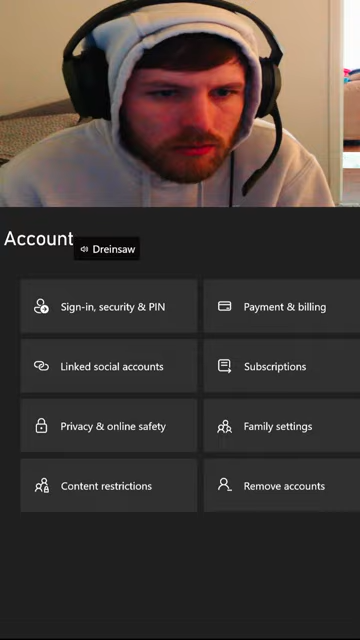 Account
Dreinsaw
Sign-in, security & PIN
Payment & billing
Linked social accounts
Subscriptions
Privacy & online safety
Family settings
Content restrictions
Remove accounts